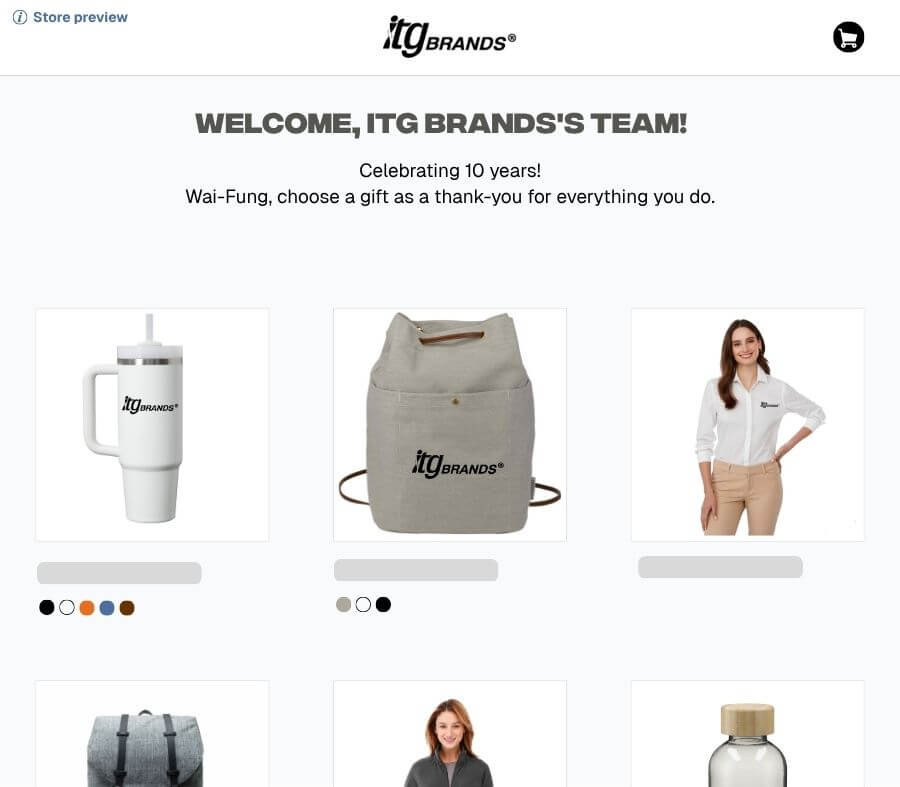 Store preview
itg BRANDS®
WELCOME, ITG BRANDS'S TEAM!
Celebrating 10 years!
Wai-Fung, choose a gift as a thank-you for everything you do.
itg BRANDS®
itg BRANDS®
itg BRANDS